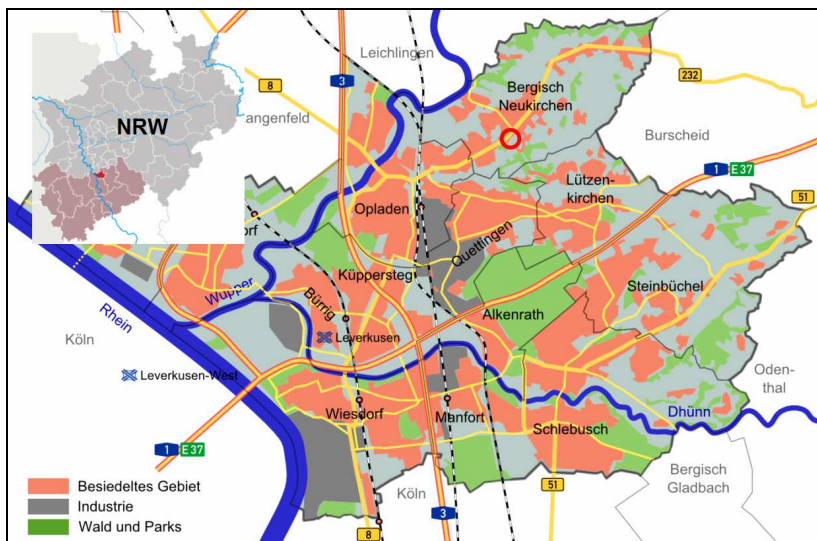 Leichlingen
8
3
232
Bergisch
Neukirchen
NRW
angenfeld
Burscheid
1
E 37
Lützen-
kirchen
51
Opladen
orf
Quettingen
Küppersteg
Steinbüchel
Wupper
Bürrig
Alkenrath
Rhein
Köln
Leverkusen
Leverkusen-West
Oden-
thal
Dhünn
Wiesdorf
Manfort
Schlebusch
1
E 37
Bergisch
Gladbach
Besiedeltes Gebiet
Industrie
Wald und Parks
Köln
51
3
8